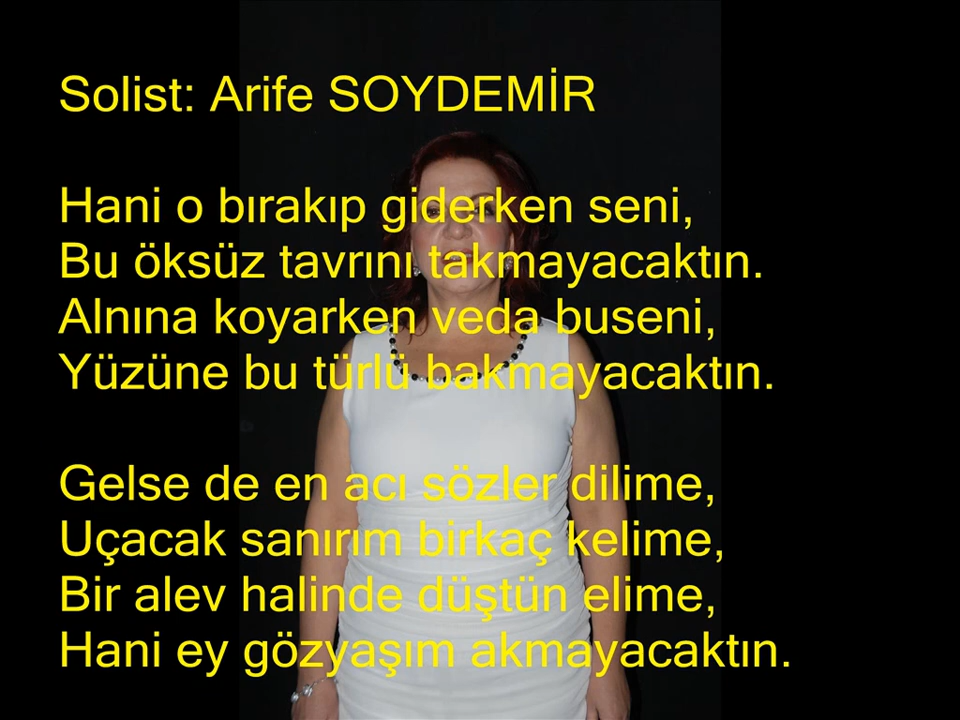 Solist: Arife SOYDEMİR
Hani o bırakıp giderken seni,
Bu öksüz tavrını takmayacaktın.
Alnına koyarken veda buseni,
Yüzüne bu türlü bakmayacaktın.
Gelse de en acı sözler dilime,
Uçacak sanırım birkaç kelime,
Bir alev halinde düştün elime,
Hani ey gözyaşım akmayacaktın.